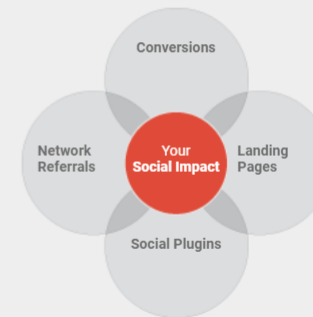 Conversions
Network
Referrals
Your
Social Impact
Landing
Pages
Social Plugins